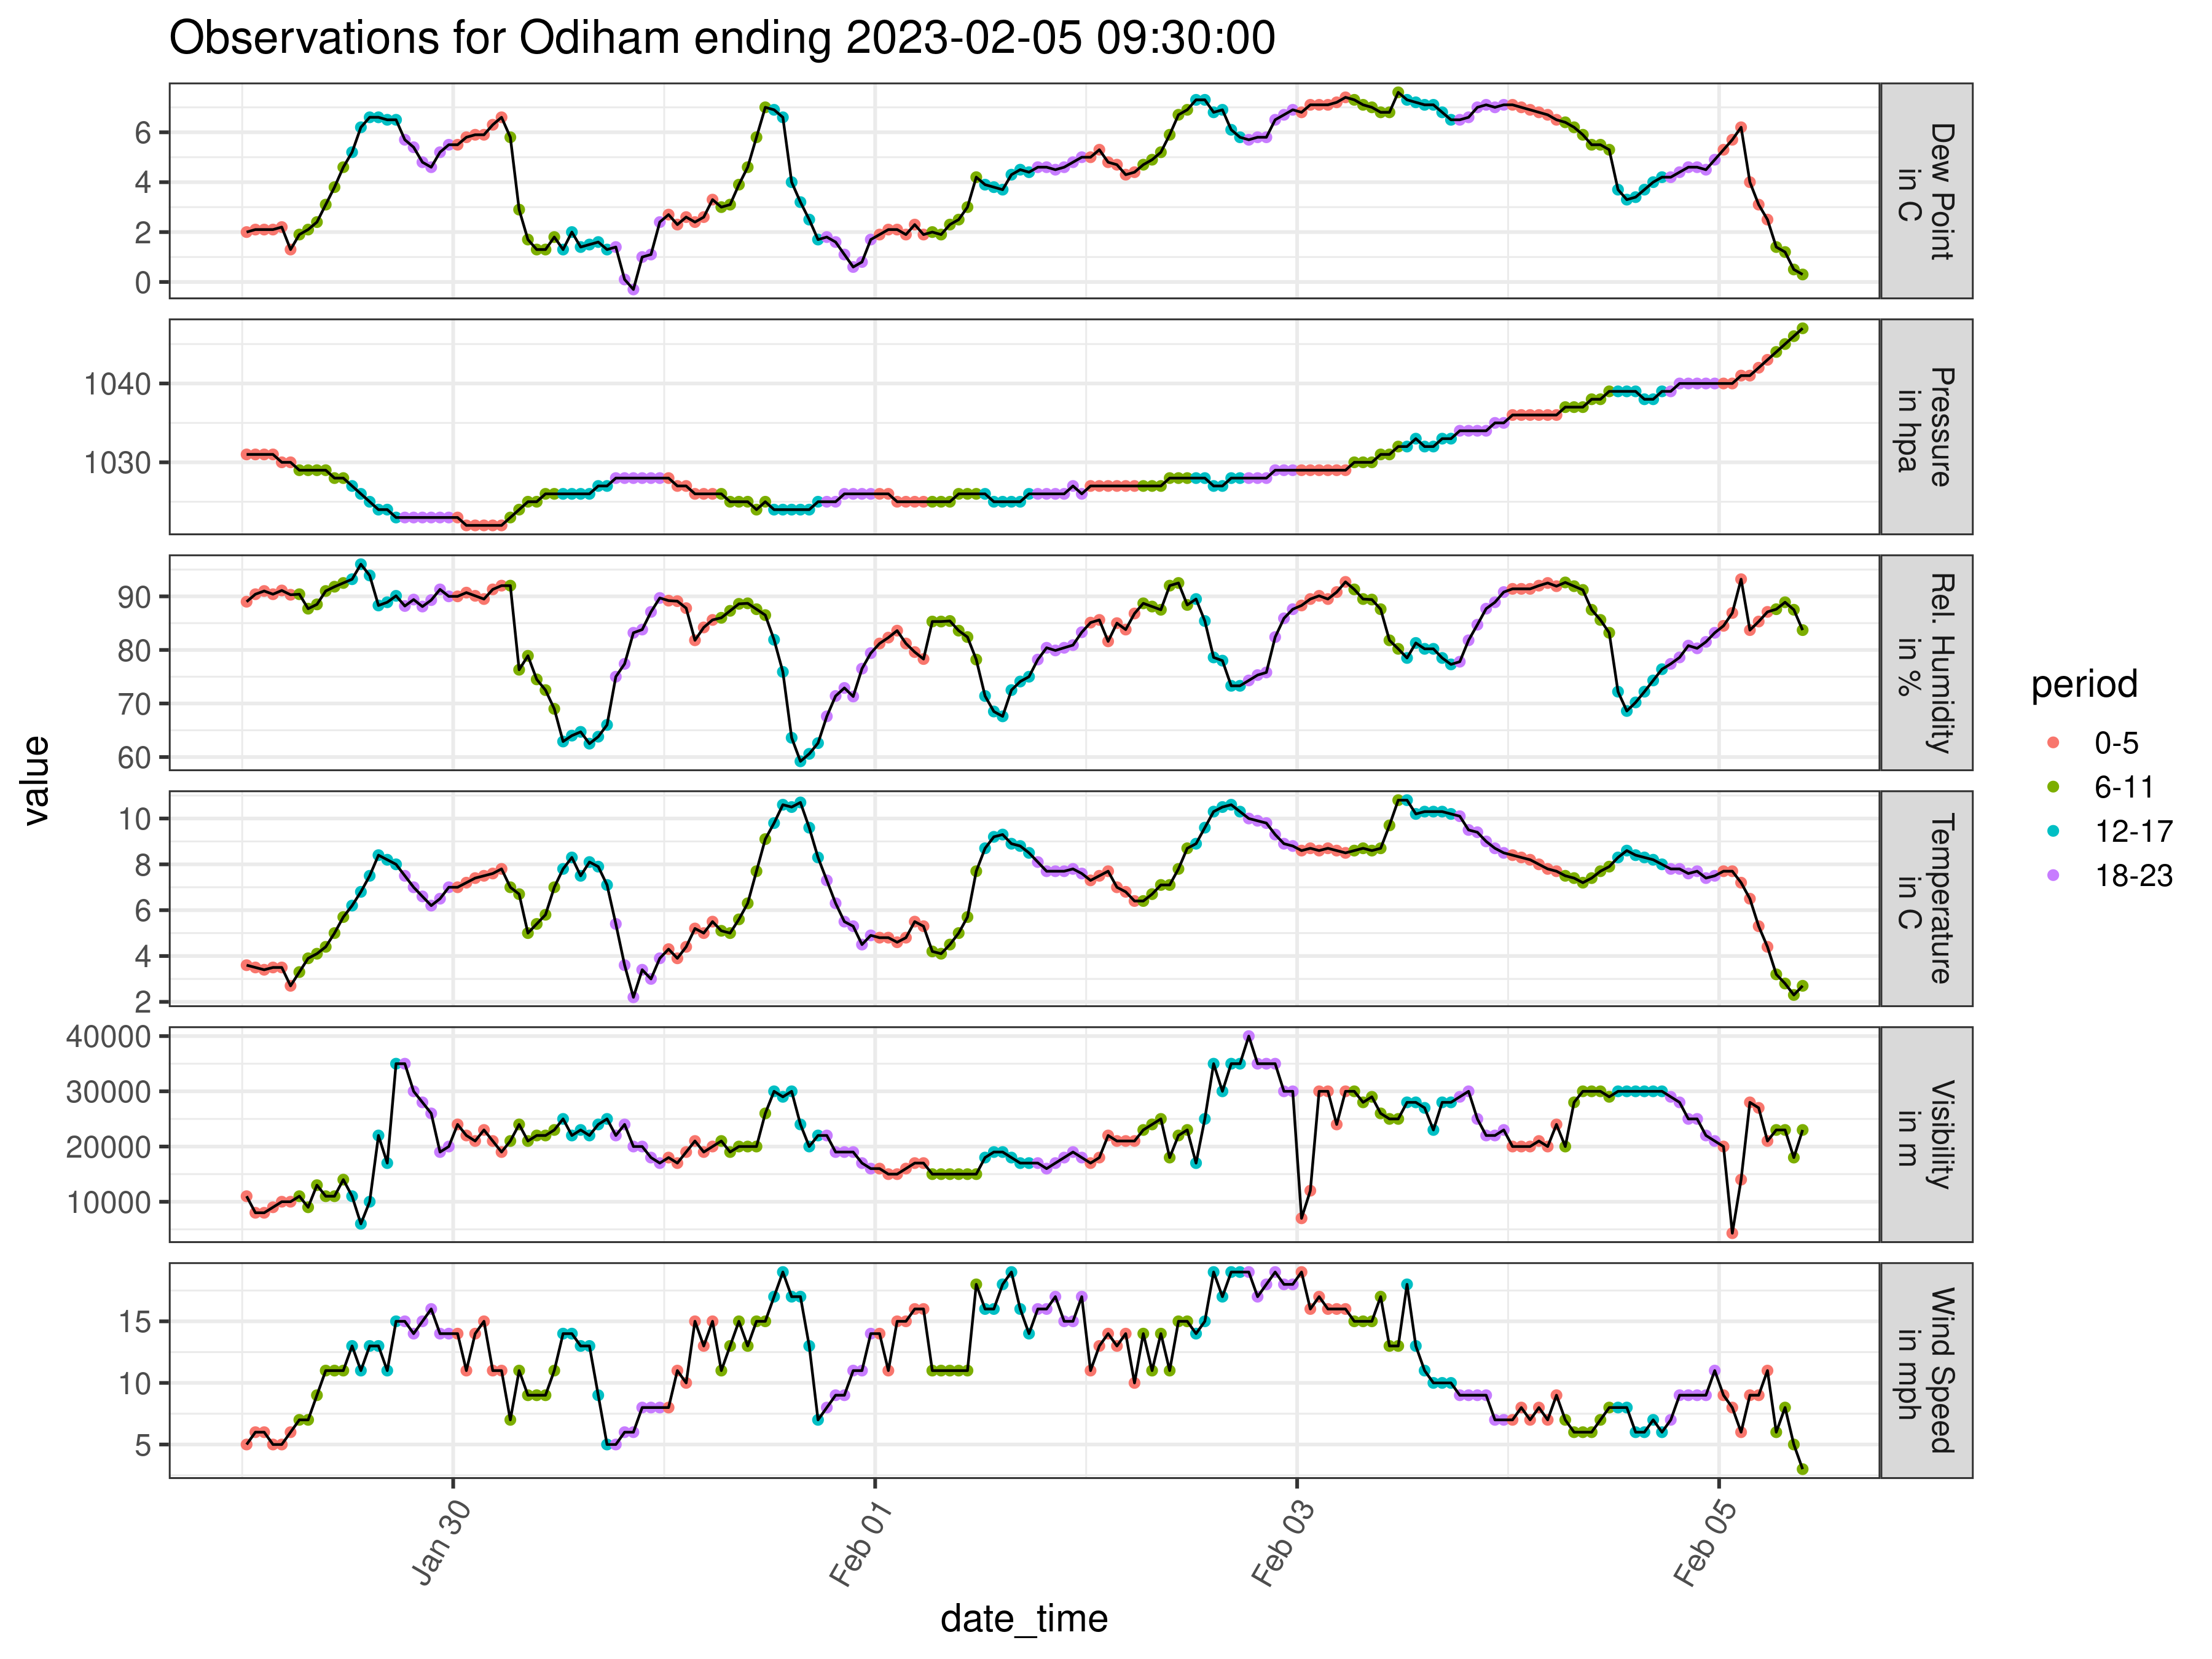 Observations for Odiham ending 2023-02-05 09:30:00
value
6
4
2
0
Dew Point
in C
1040
1030
Pressure
in hpa
90
80
70
60
Rel. Humidity
in %
10
8
6
4
2
Temperature
in C
40000
30000
20000
10000
Visibility
in m
15
10
5
Wind Speed
in mph
Jan 30
Feb 01
Feb 03
Feb 05
date_time
period
0-5
6-11
12-17
18-23